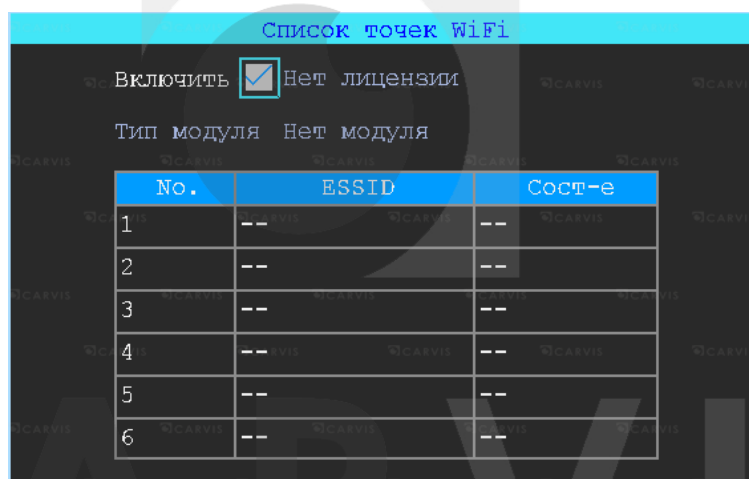 Список точек WiFi
Включить Нет лицензии
Тип модуля Нет модуля
No. ESSID Сост-е
1 -- --
2 -- --
3 -- --
4 -- --
5 -- --
6 -- --
CARVIS